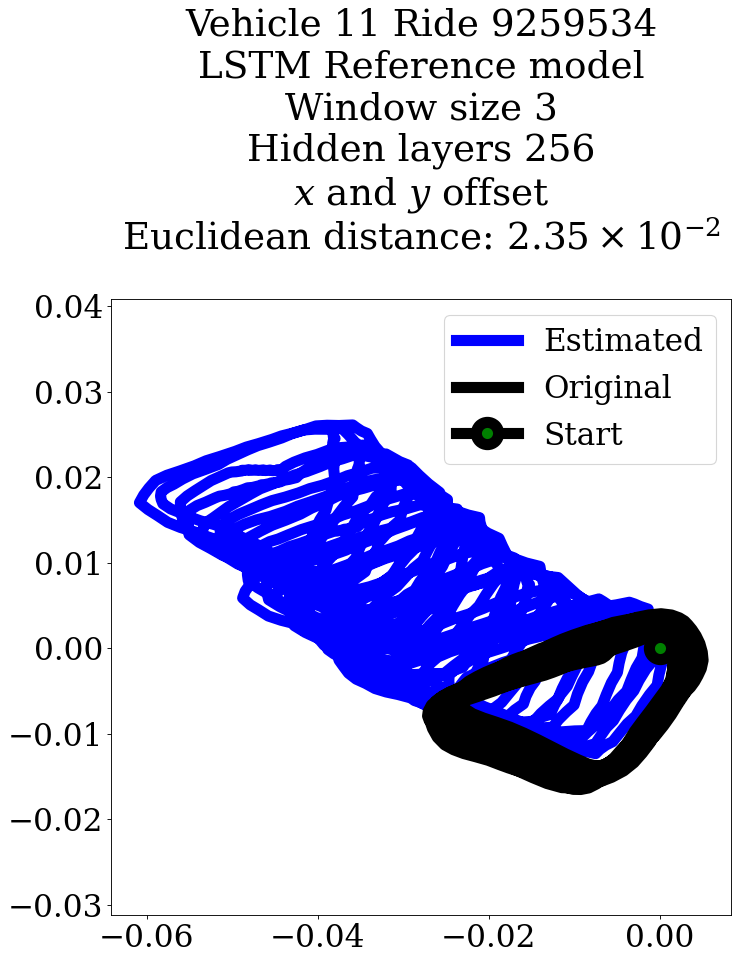 Vehicle 11 Ride 9259534
LSTM Reference model
Window size 3
Hidden layers 256
x and y offset
Euclidean distance: 2.35 × 10⁻²
0.04
0.03
0.02
0.01
0.00
−0.01
−0.02
−0.03
Estimated
Original
Start
−0.06 −0.04 −0.02 0.00